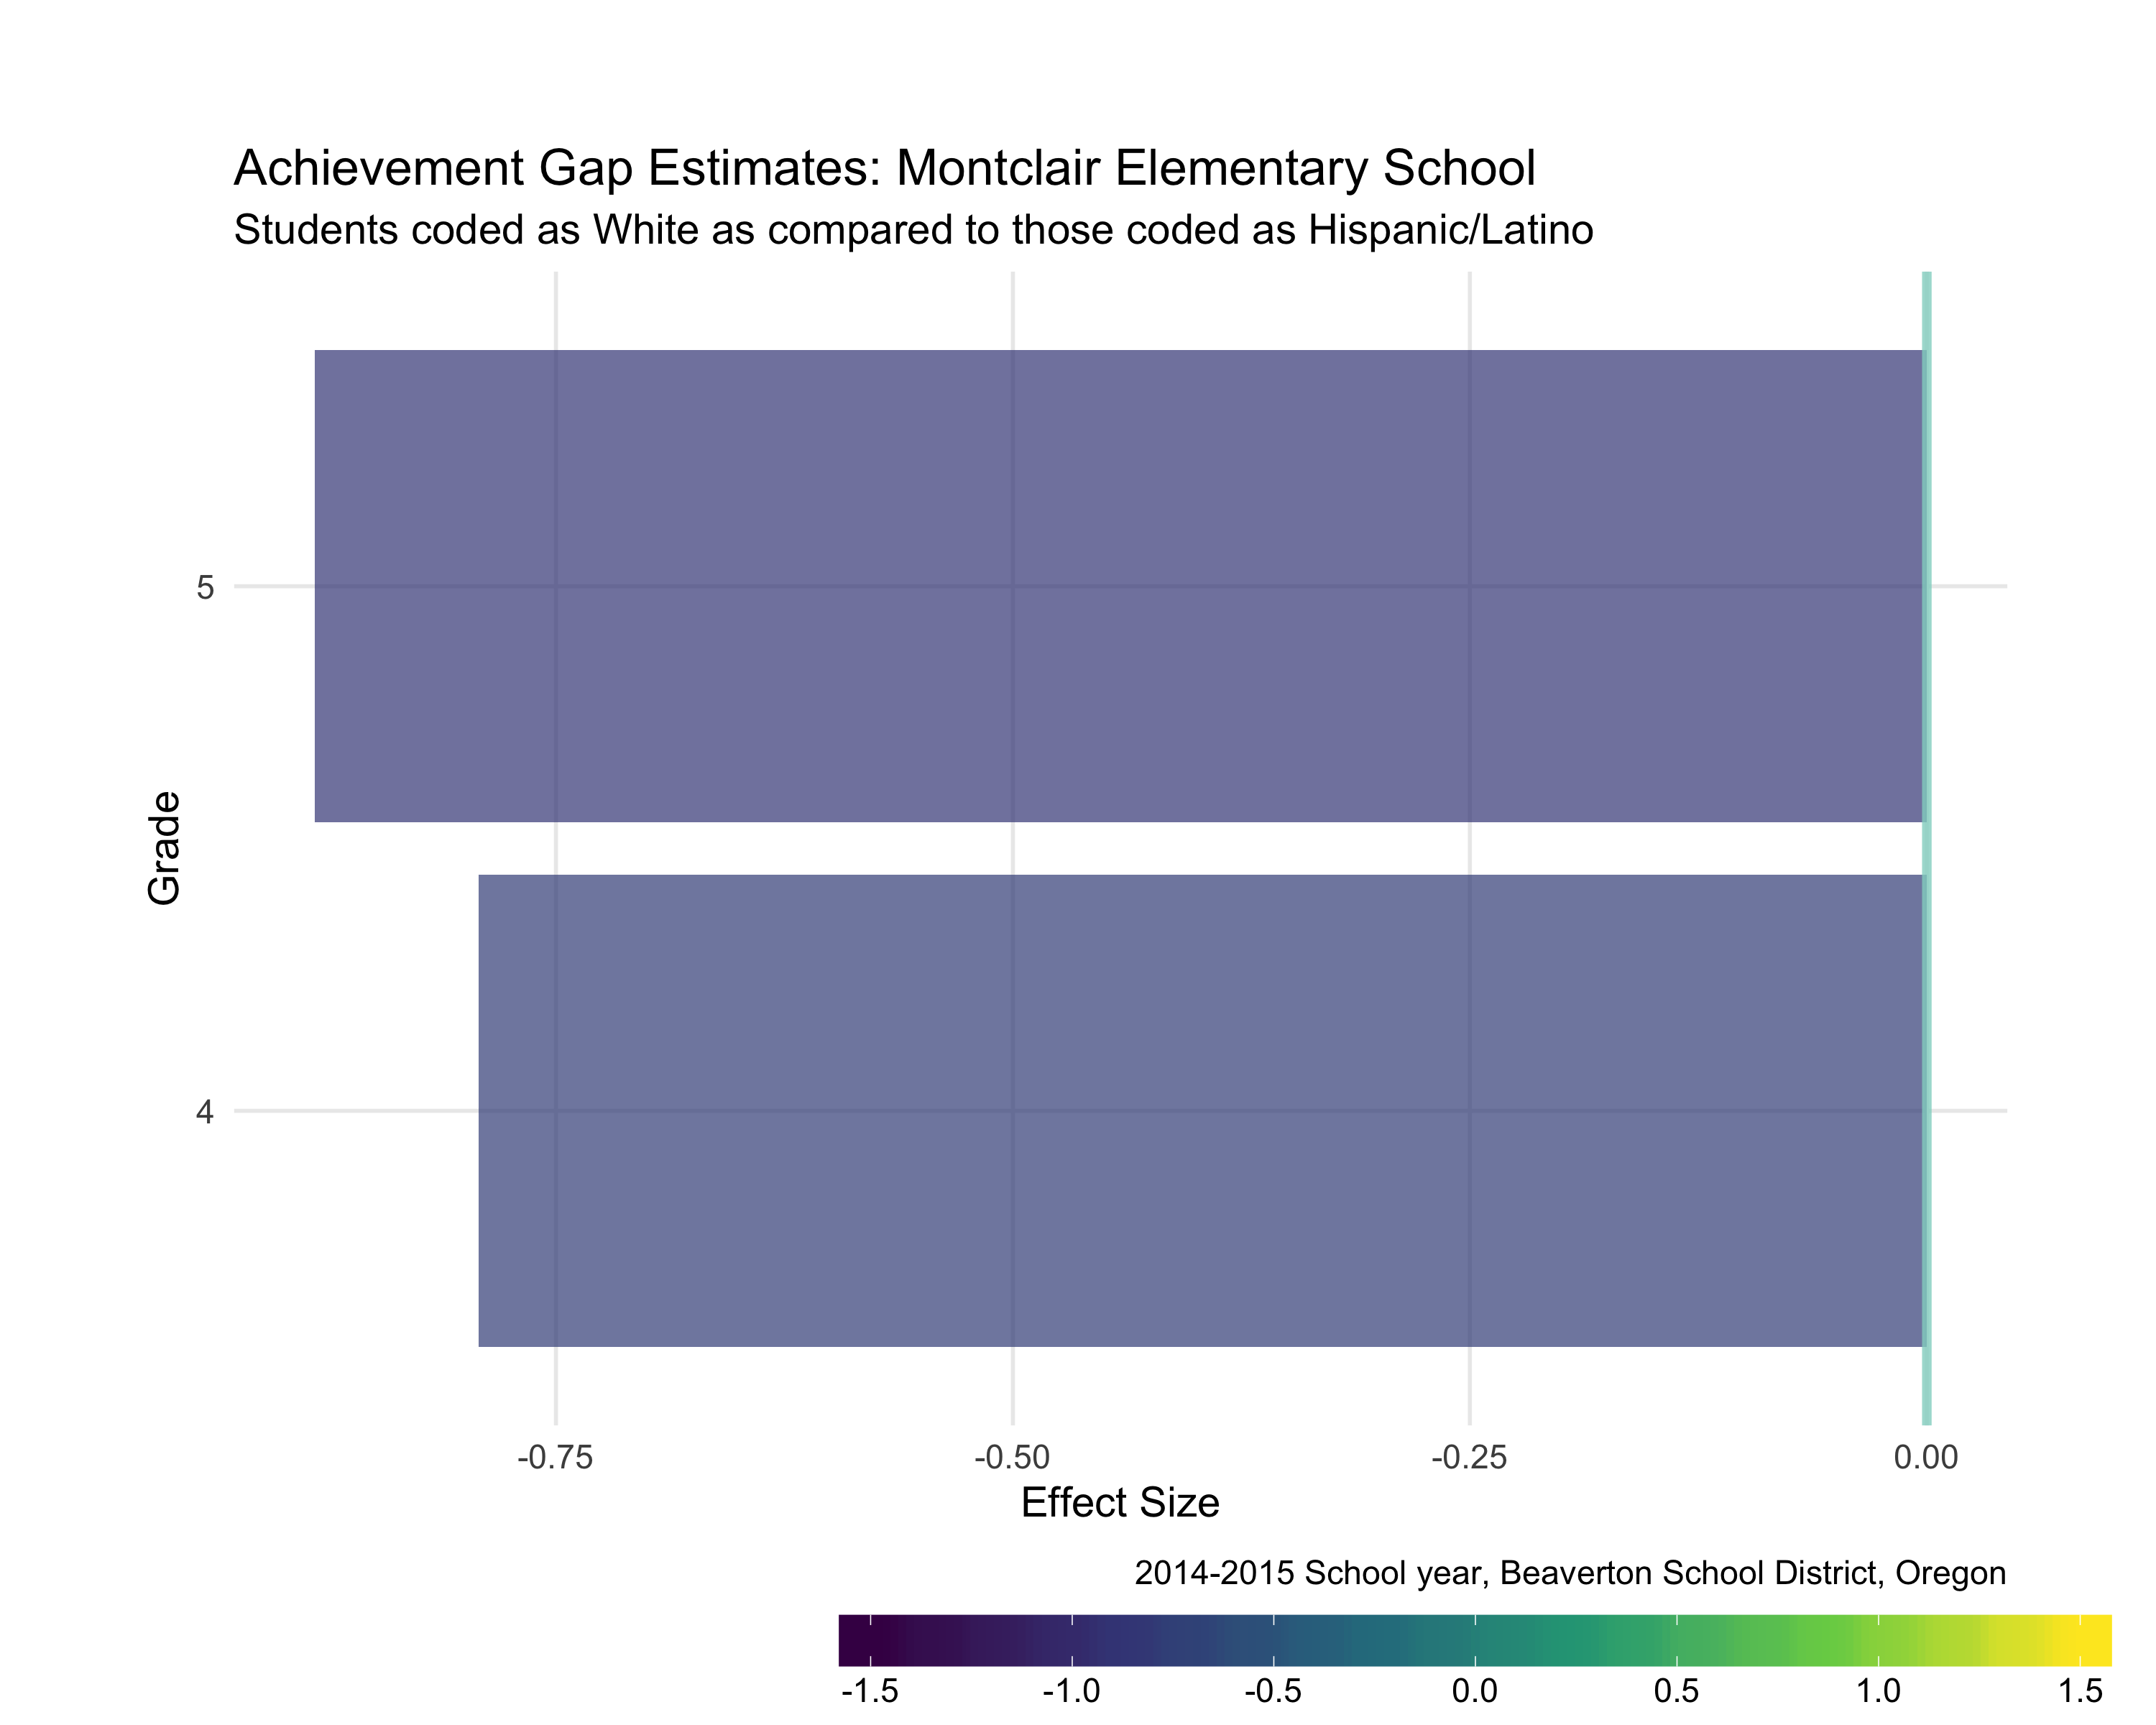 Achievement Gap Estimates: Montclair Elementary School
Students coded as White as compared to those coded as Hispanic/Latino
5
Grade
4
-0.75 -0.50 -0.25 0.00
Effect Size
2014-2015 School year, Beaverton School District, Oregon
-1.5 -1.0 -0.5 0.0 0.5 1.0 1.5